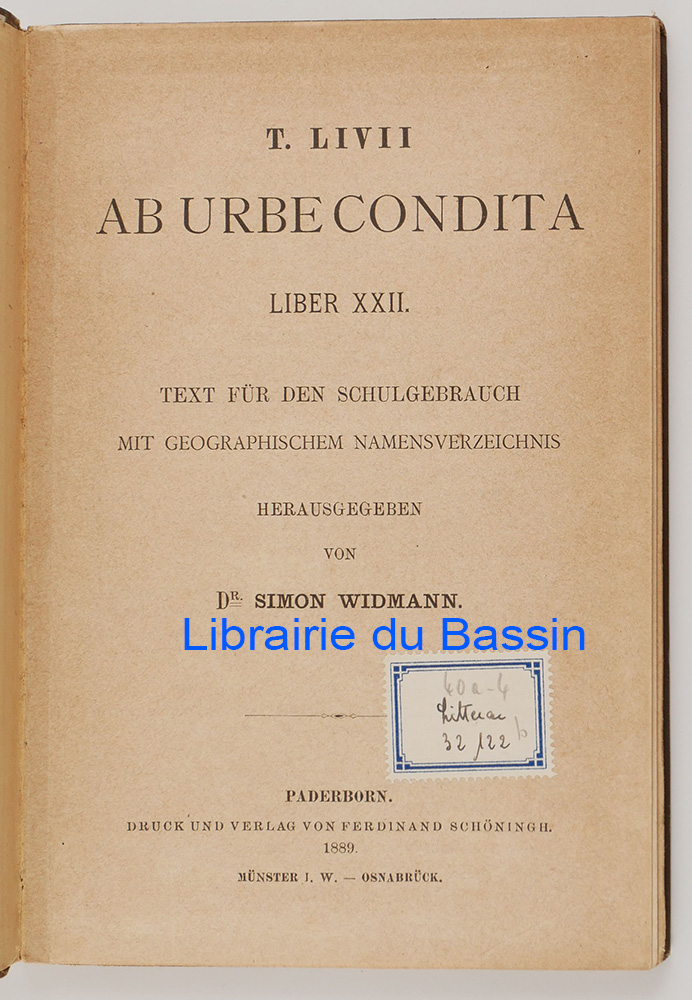 T. LIVII
AB URBE CONDITA
LIBER XXII.
TEXT FÜR DEN SCHULGEBRAUCH
MIT GEOGRAPHISCHEM NAMENSVERZEICHNIS
HERAUSGEGEBEN
VON
DR. SIMON WIDMANN.
Librairie du Bassin
40a-4
Litterae
32/122 b
PADERBORN.
DRUCK UND VERLAG VON FERDINAND SCHÖNINGH.
1889.
MÜNSTER I. W. — OSNABRÜCK.